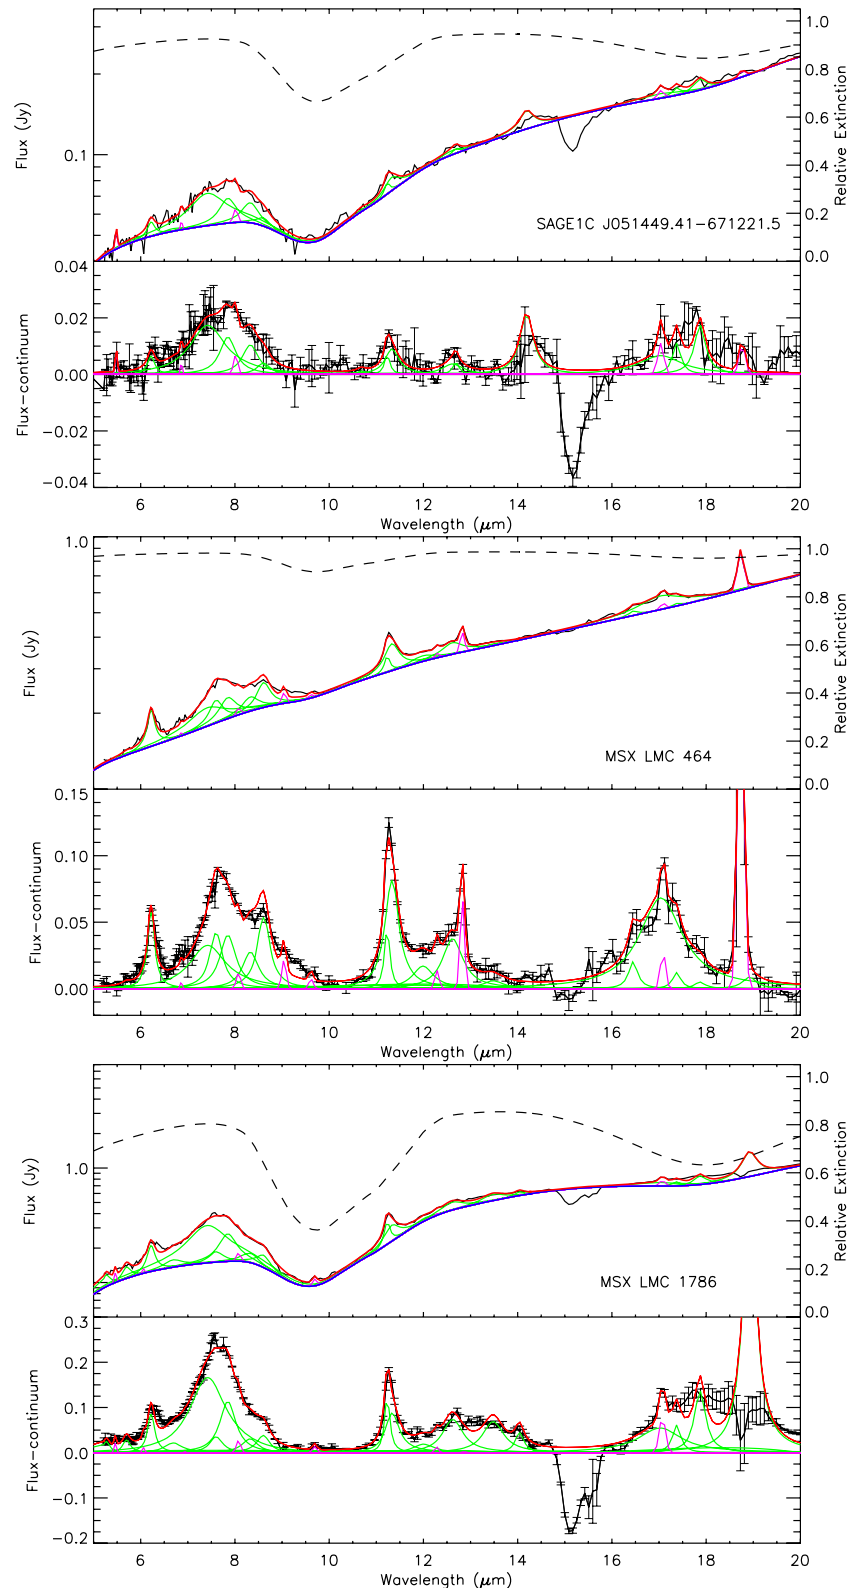 1.0
0.8
0.6
0.4
0.2
0.0
0.1
Flux (Jy)
Relative Extinction
SAGE1C J051449.41−671221.5
0.04
0.02
0.00
−0.02
−0.04
Flux−continuum
6 8 10 12 14 16 18 20
Wavelength (μm)
1.0
1.0
0.8
0.6
0.4
0.2
0.0
Flux (Jy)
Relative Extinction
MSX LMC 464
0.15
0.10
0.05
0.00
Flux−continuum
6 8 10 12 14 16 18 20
Wavelength (μm)
1.0
1.0
0.8
0.6
0.4
0.2
0.0
Flux (Jy)
Relative Extinction
MSX LMC 1786
0.3
0.2
0.1
0.0
−0.1
−0.2
Flux−continuum
6 8 10 12 14 16 18 20
Wavelength (μm)